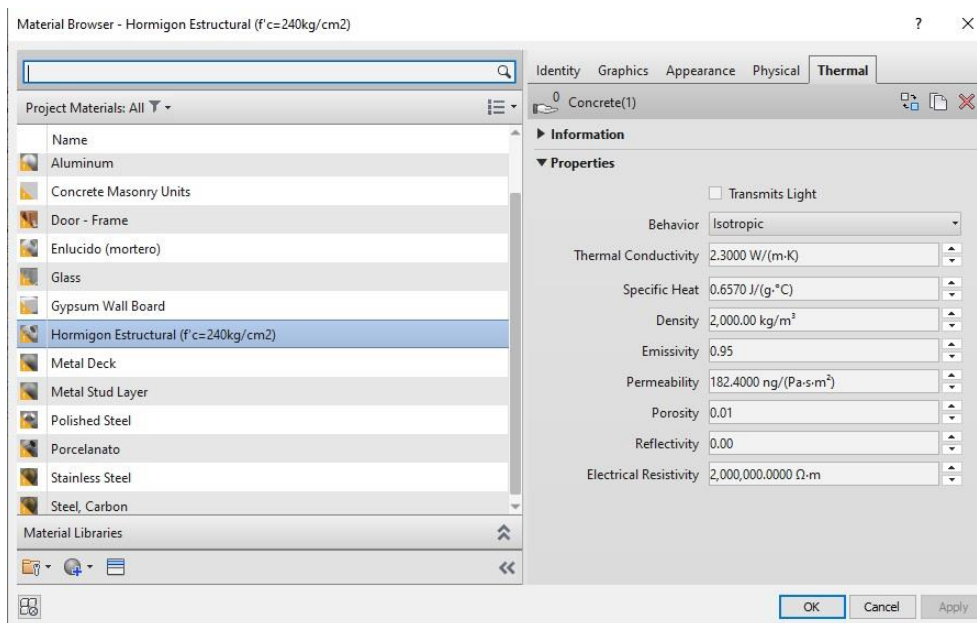 Material Browser - Hormigon Estructural (f'c=240kg/cm2)
?
X
Project Materials: All
Name
Aluminum
Concrete Masonry Units
Door - Frame
Enlucido (mortero)
Glass
Gypsum Wall Board
Hormigon Estructural (f'c=240kg/cm2)
Metal Deck
Metal Stud Layer
Polished Steel
Porcelanato
Stainless Steel
Steel, Carbon
Material Libraries
Identity Graphics Appearance Physical Thermal
0 Concrete(1)
Information
Properties
Transmits Light
Behavior Isotropic
Thermal Conductivity 2.3000 W/(m·K)
Specific Heat 0.6570 J/(g·°C)
Density 2,000.00 kg/m³
Emissivity 0.95
Permeability 182.4000 ng/(Pa·s·m²)
Porosity 0.01
Reflectivity 0.00
Electrical Resistivity 2,000,000.0000 Ω·m
OK Cancel Apply